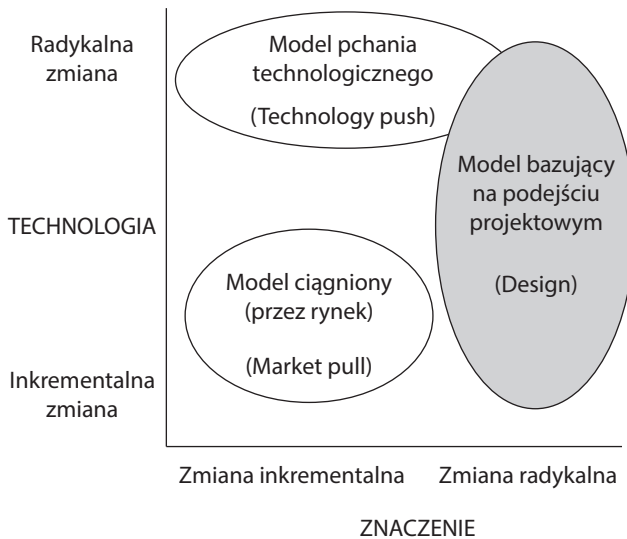 Radykalna
zmiana
Model pchania
technologicznego
(Technology push)
Model bazujący
na podejściu
projektowym
(Design)
TECHNOLOGIA
Model ciągniony
(przez rynek)
(Market pull)
Inkrementalna
zmiana
Zmiana inkrementalna
Zmiana radykalna
ZNACZENIE